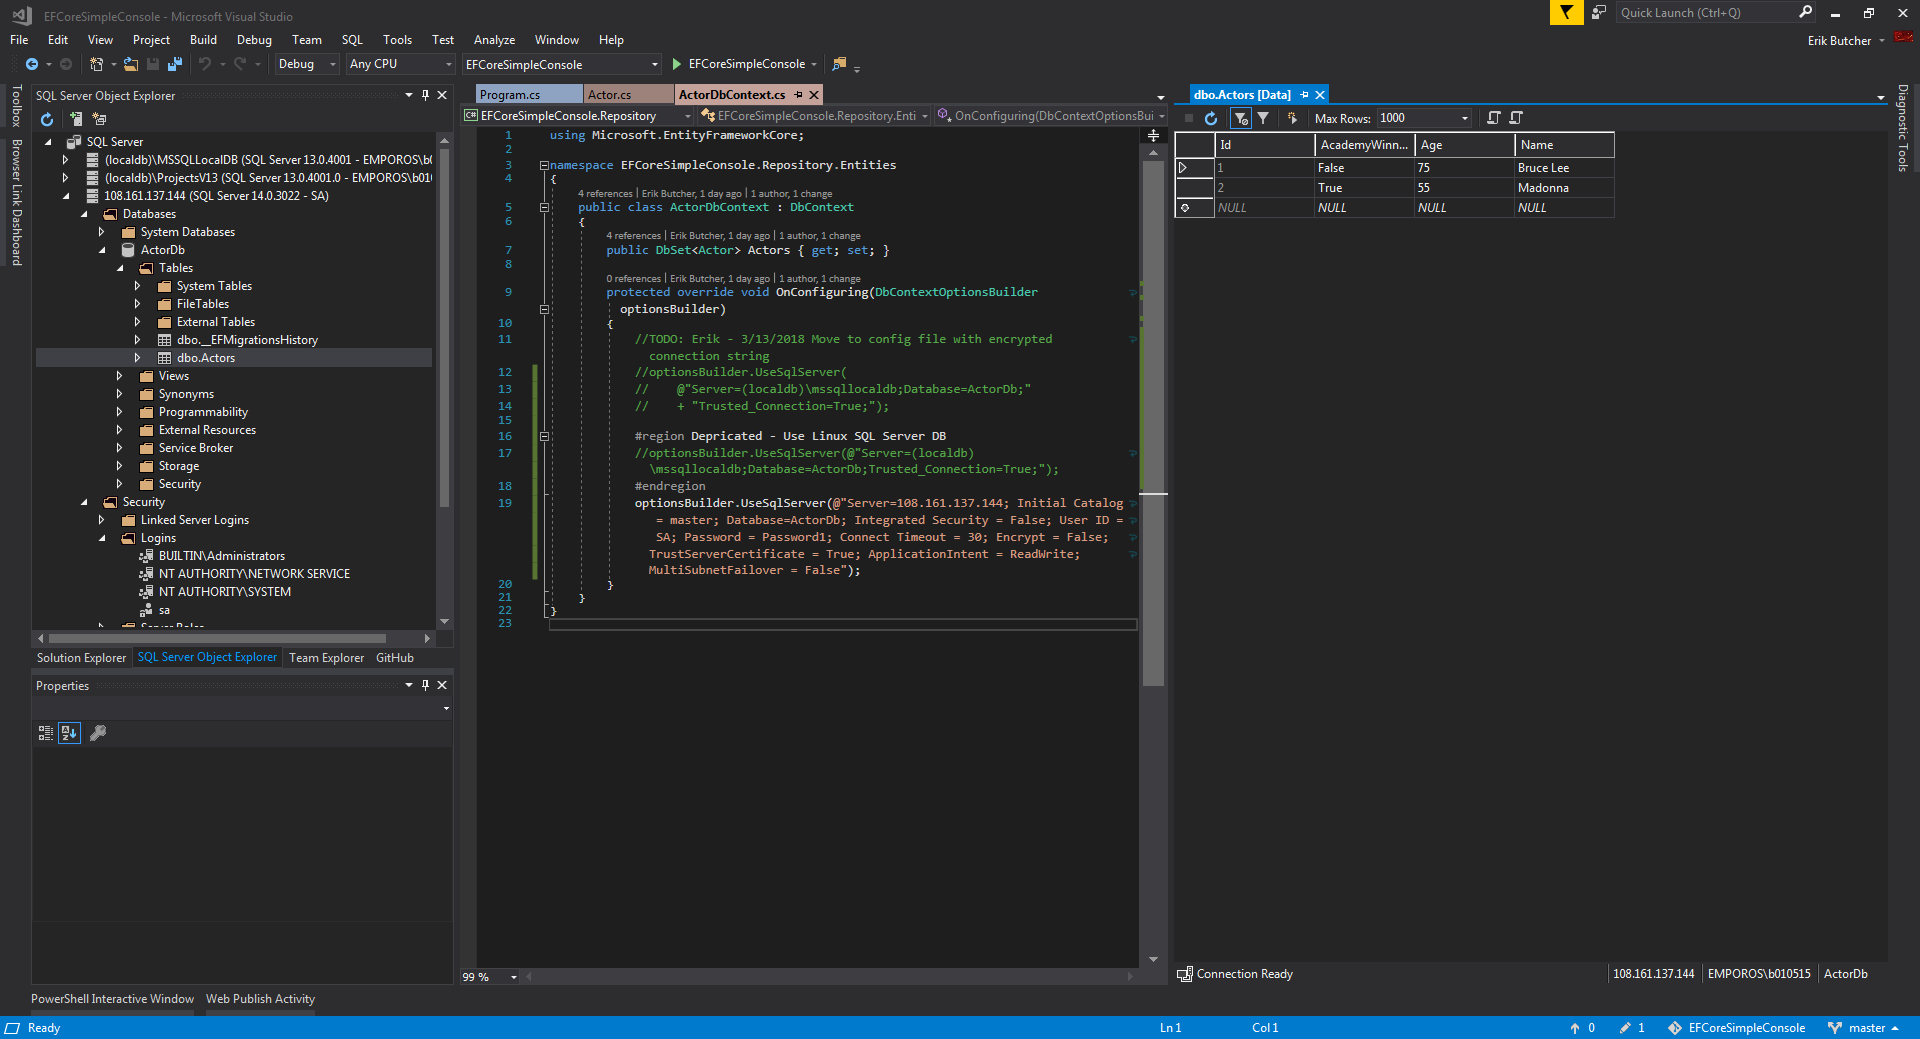 EFCoreSimpleConsole - Microsoft Visual Studio
Quick Launch (Ctrl+Q)
File Edit View Project Build Debug Team SQL Tools Test Analyze Window Help
Erik Butcher
Debug Any CPU EFCoreSimpleConsole EFCoreSimpleConsole
Toolbox
Browser Link Dashboard
SQL Server Object Explorer
SQL Server
(localdb)\MSSQLLocalDB (SQL Server 13.0.4001 - EMPOROS\b(
(localdb)\ProjectsV13 (SQL Server 13.0.4001.0 - EMPOROS\b01(
108.161.137.144 (SQL Server 14.0.3022 - SA)
Databases
System Databases
ActorDb
Tables
System Tables
FileTables
External Tables
dbo.__EFMigrationsHistory
dbo.Actors
Views
Synonyms
Programmability
External Resources
Service Broker
Storage
Security
Security
Linked Server Logins
Logins
BUILTIN\Administrators
NT AUTHORITY\NETWORK SERVICE
NT AUTHORITY\SYSTEM
sa
Server Roles
Solution Explorer SQL Server Object Explorer Team Explorer GitHub
Properties
Program.cs Actor.cs ActorDbContext.cs
C# EFCoreSimpleConsole.Repository EFCoreSimpleConsole.Repository.Enti OnConfiguring(DbContextOptionsBui
1 using Microsoft.EntityFrameworkCore;
2
3 namespace EFCoreSimpleConsole.Repository.Entities
4 {
4 references | Erik Butcher, 1 day ago | 1 author, 1 change
5 public class ActorDbContext : DbContext
6 {
4 references | Erik Butcher, 1 day ago | 1 author, 1 change
7 public DbSet<Actor> Actors { get; set; }
8
0 references | Erik Butcher, 1 day ago | 1 author, 1 change
9 protected override void OnConfiguring(DbContextOptionsBuilder
optionsBuilder)
10 {
11 //TODO: Erik - 3/13/2018 Move to config file with encrypted
connection string
12 //optionsBuilder.UseSqlServer(
13 // @"Server=(localdb)\mssqllocaldb;Database=ActorDb;"
14 // + "Trusted_Connection=True;");
15
16 #region Depricated - Use Linux SQL Server DB
17 //optionsBuilder.UseSqlServer(@"Server=(localdb)
\mssqllocaldb;Database=ActorDb;Trusted_Connection=True;");
18 #endregion
19 optionsBuilder.UseSqlServer(@"Server=108.161.137.144; Initial Catalog
= master; Database=ActorDb; Integrated Security = False; User ID =
SA; Password = Password1; Connect Timeout = 30; Encrypt = False;
TrustServerCertificate = True; ApplicationIntent = ReadWrite;
MultiSubnetFailover = False");
20 }
21 }
22 }
23
99 %
dbo.Actors [Data]
Max Rows: 1000
Id AcademyWinn... Age Name
1 False 75 Bruce Lee
2 True 55 Madonna
NULL NULL NULL NULL
Diagnostic Tools
Connection Ready 108.161.137.144 EMPOROS\b010515 ActorDb
PowerShell Interactive Window Web Publish Activity
Ready Ln 1 Col 1 0 1 EFCoreSimpleConsole master